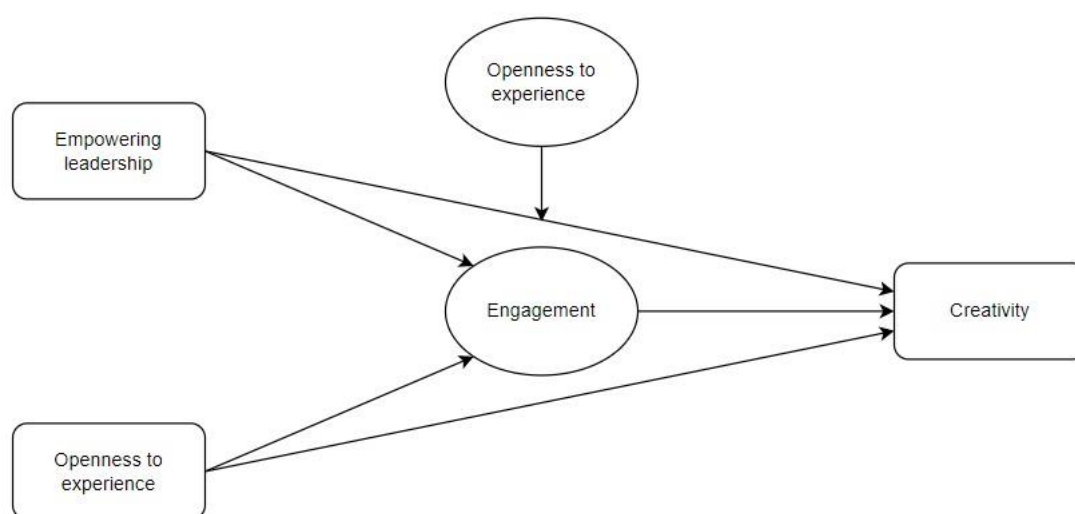 Openness to
experience
Empowering
leadership
Engagement
Creativity
Openness to
experience